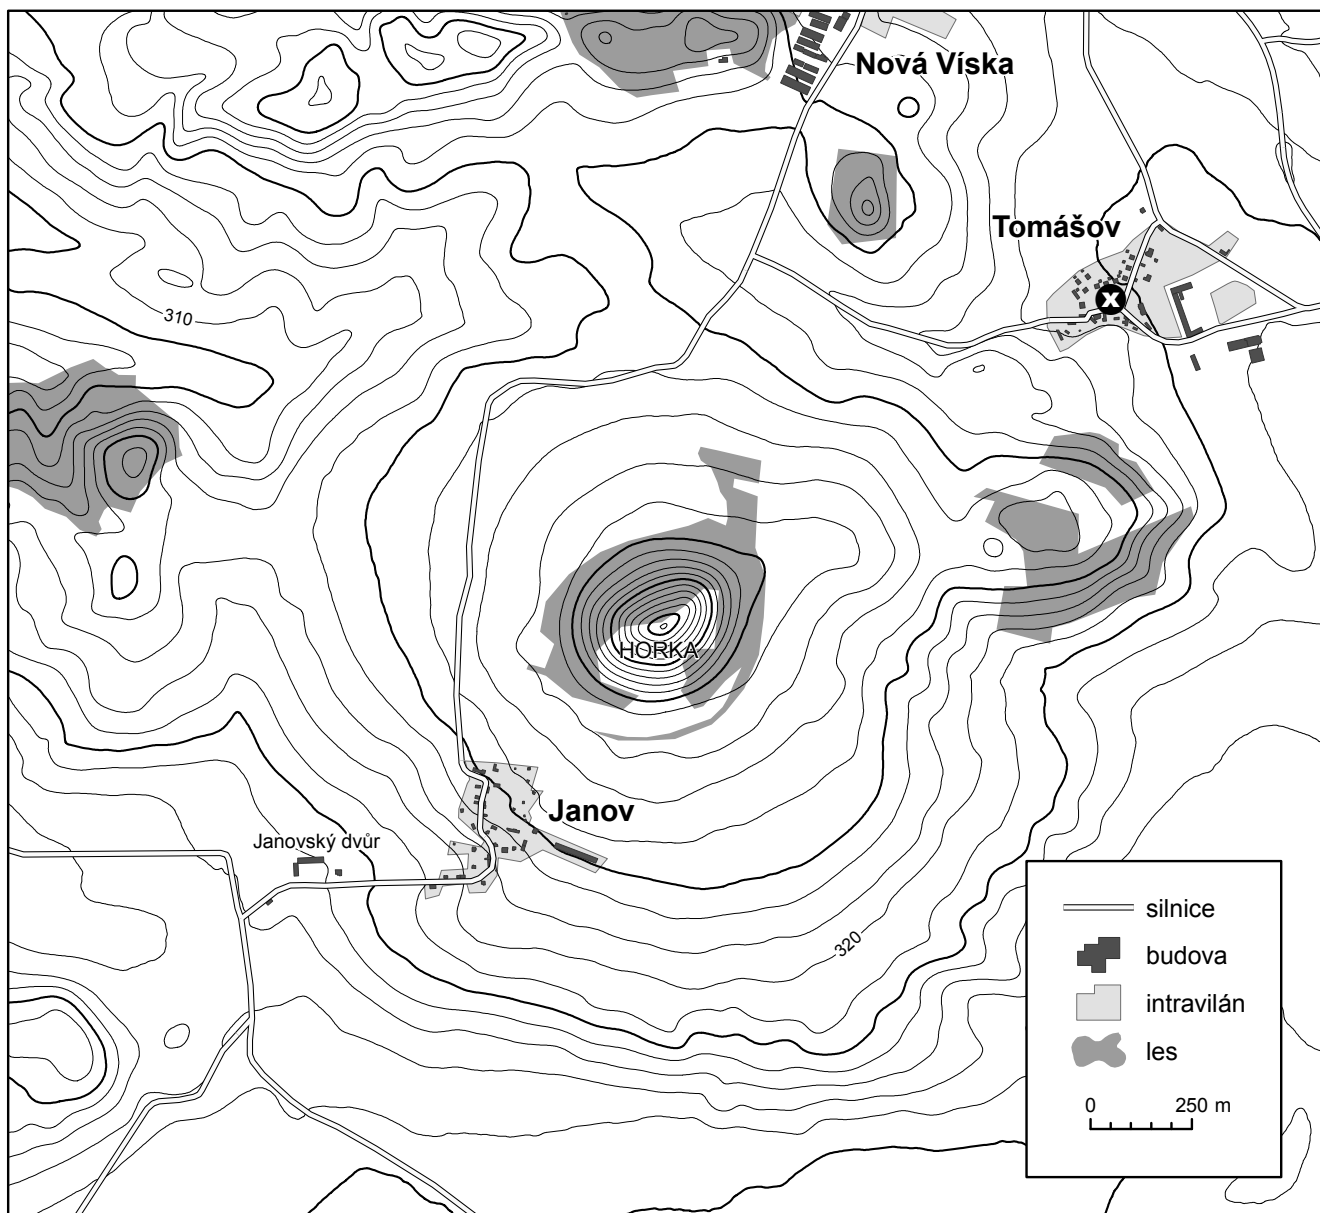 Nová Víska
Tomášov
x
310
HORKA
Janov
Janovský dvůr
320
silnice
budova
intravilán
les
0 250 m